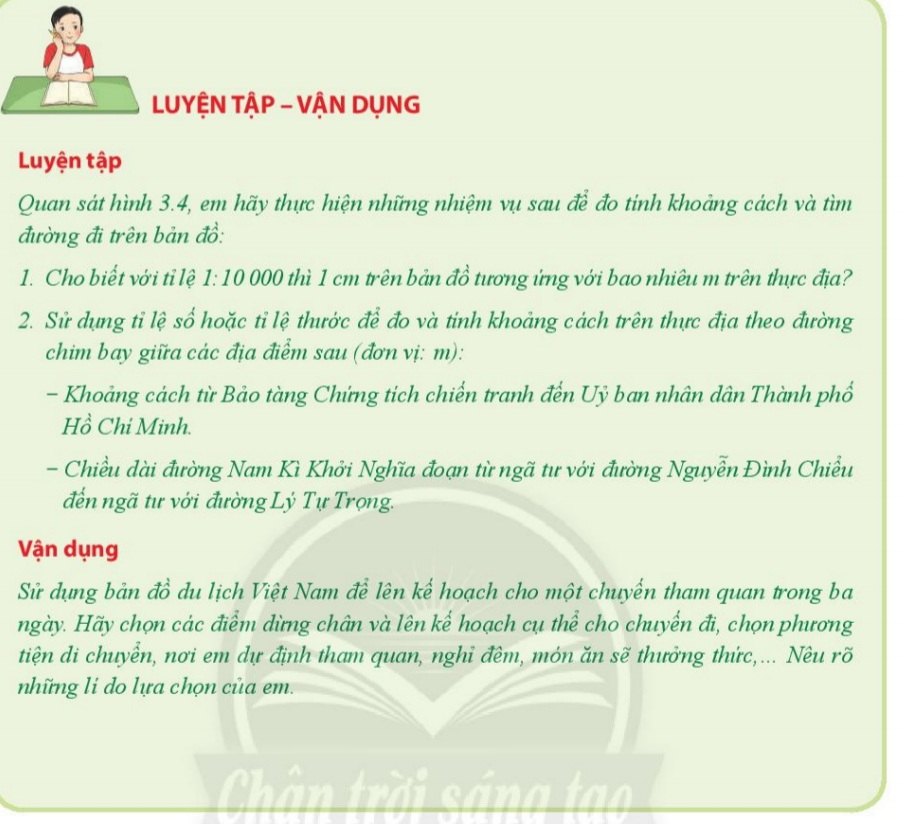 LUYỆN TẬP – VẬN DỤNG
Luyện tập
Quan sát hình 3.4, em hãy thực hiện những nhiệm vụ sau để đo tính khoảng cách và tìm
đường đi trên bản đồ:
1. Cho biết với tỉ lệ 1: 10 000 thì 1 cm trên bản đồ tương ứng với bao nhiêu m trên thực địa?
2. Sử dụng tỉ lệ số hoặc tỉ lệ thước để đo và tính khoảng cách trên thực địa theo đường
chim bay giữa các địa điểm sau (đơn vị: m):
– Khoảng cách từ Bảo tàng Chứng tích chiến tranh đến Uỷ ban nhân dân Thành phố
Hồ Chí Minh.
– Chiều dài đường Nam Kì Khởi Nghĩa đoạn từ ngã tư với đường Nguyễn Đình Chiểu
đến ngã tư với đường Lý Tự Trọng.
Vận dụng
Sử dụng bản đồ du lịch Việt Nam để lên kế hoạch cho một chuyến tham quan trong ba
ngày. Hãy chọn các điểm dừng chân và lên kế hoạch cụ thể cho chuyến đi, chọn phương
tiện di chuyển, nơi em dự định tham quan, nghỉ đêm, món ăn sẽ thưởng thức,... Nêu rõ
những lí do lựa chọn của em.
Chân trời sáng tạo